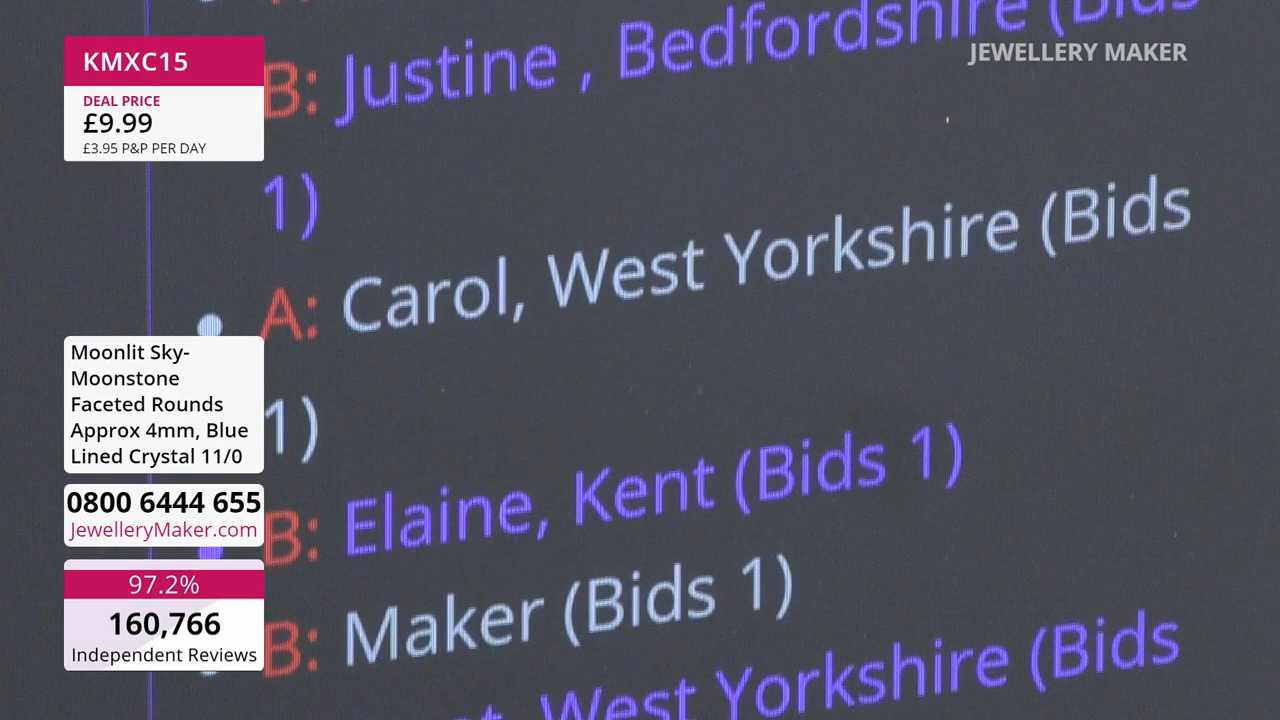 KMXC15
DEAL PRICE
£9.99
£3.95 P&P PER DAY
JEWELLERY MAKER
B: Justine , Bedfordshire (Bids
1)
A: Carol, West Yorkshire (Bids
1)
B: Elaine, Kent (Bids 1)
B: Maker (Bids 1)
West Yorkshire (Bids
Moonlit Sky-
Moonstone
Faceted Rounds
Approx 4mm, Blue
Lined Crystal 11/0
0800 6444 655
JewelleryMaker.com
97.2%
160,766
Independent Reviews